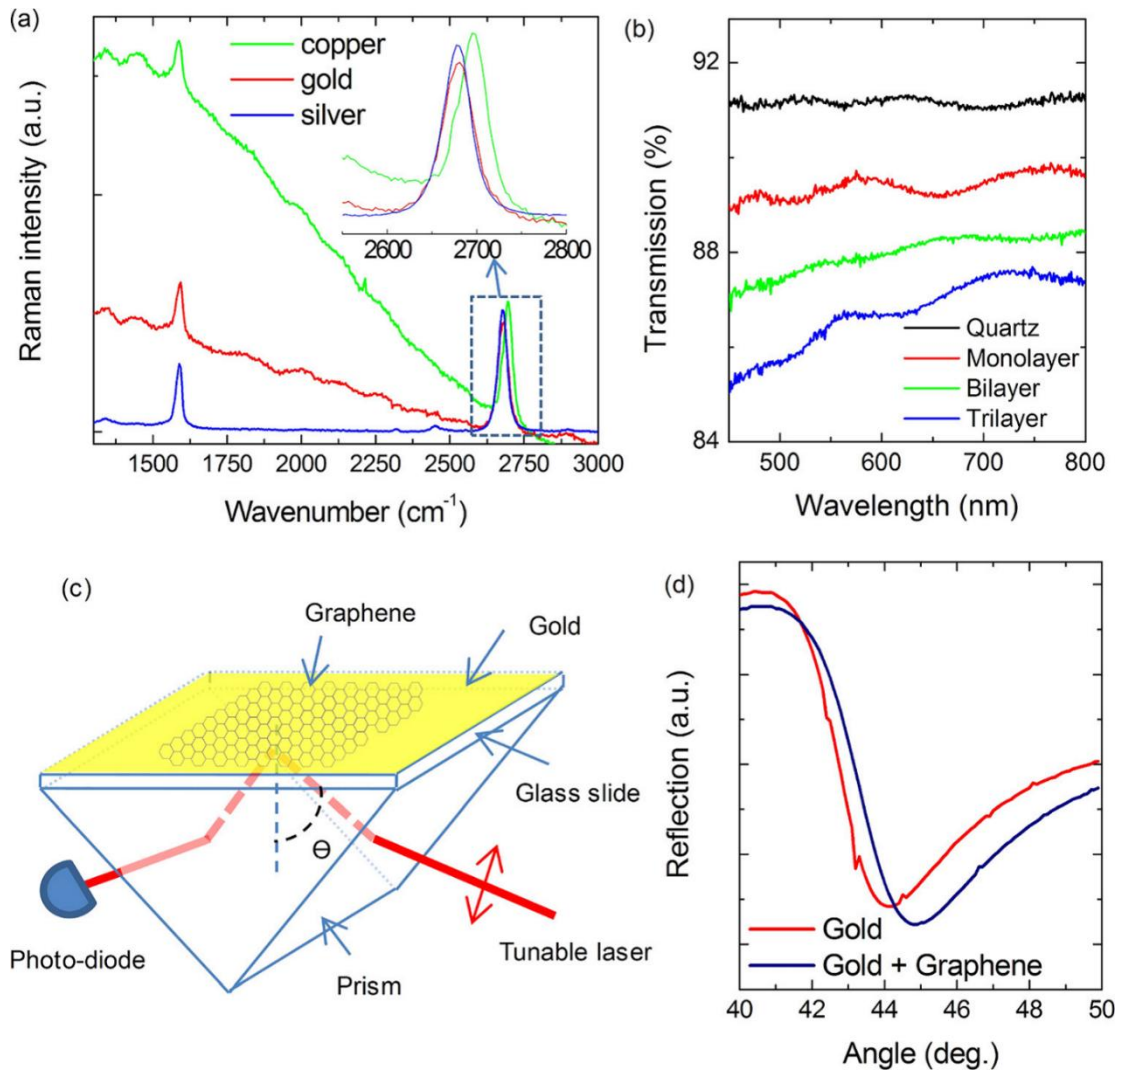 (a)
copper
gold
silver
2600 2700 2800
Raman intensity (a.u.)
1500 1750 2000 2250 2500 2750 3000
Wavenumber (cm⁻¹)
(b)
92
88
84
Transmission (%)
Quartz
Monolayer
Bilayer
Trilayer
500 600 700 800
Wavelength (nm)
(c)
Graphene
Gold
Glass slide
Θ
Photo-diode
Prism
Tunable laser
(d)
Reflection (a.u.)
Gold
Gold + Graphene
40 42 44 46 48 50
Angle (deg.)